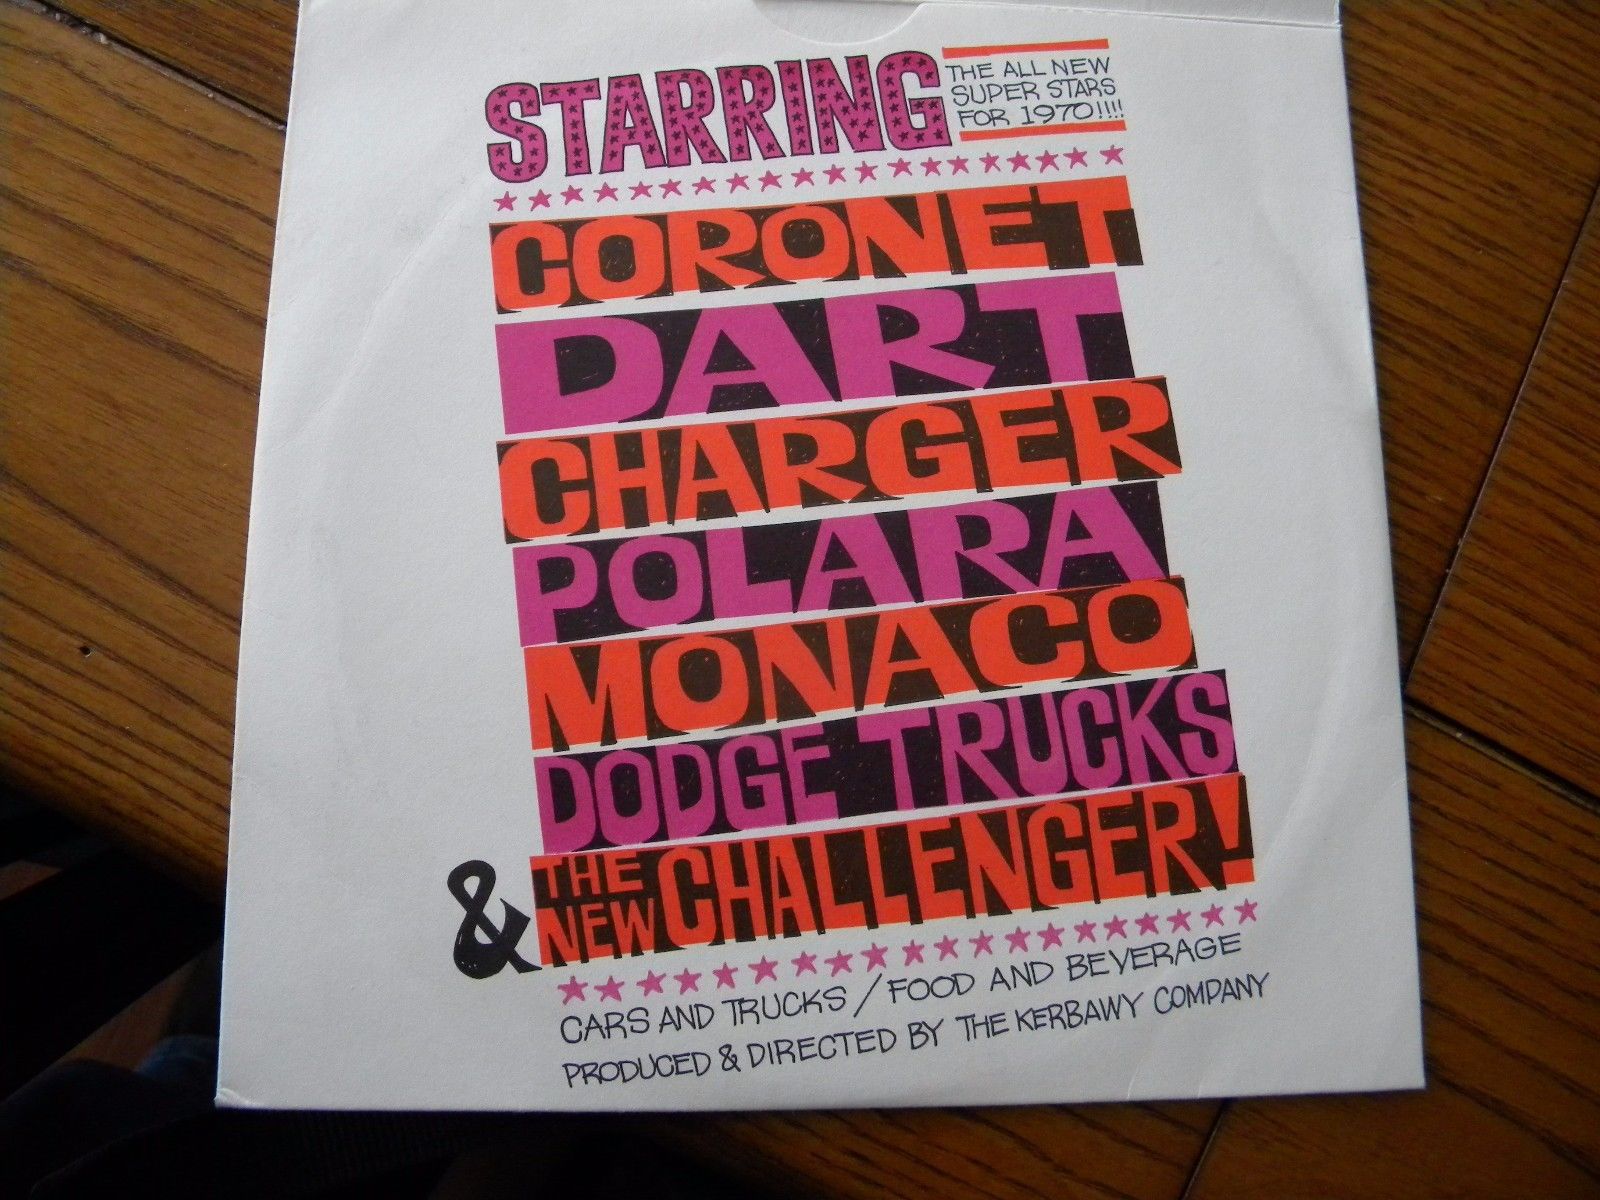 STARRING
THE ALL NEW
SUPER STARS
FOR 1970!!!!
CORONET
DART
CHARGER
POLARA
MONACO
DODGE TRUCKS
& THE NEW CHALLENGER!
CARS AND TRUCKS / FOOD AND BEVERAGE
PRODUCED & DIRECTED BY THE KERBAWY COMPANY